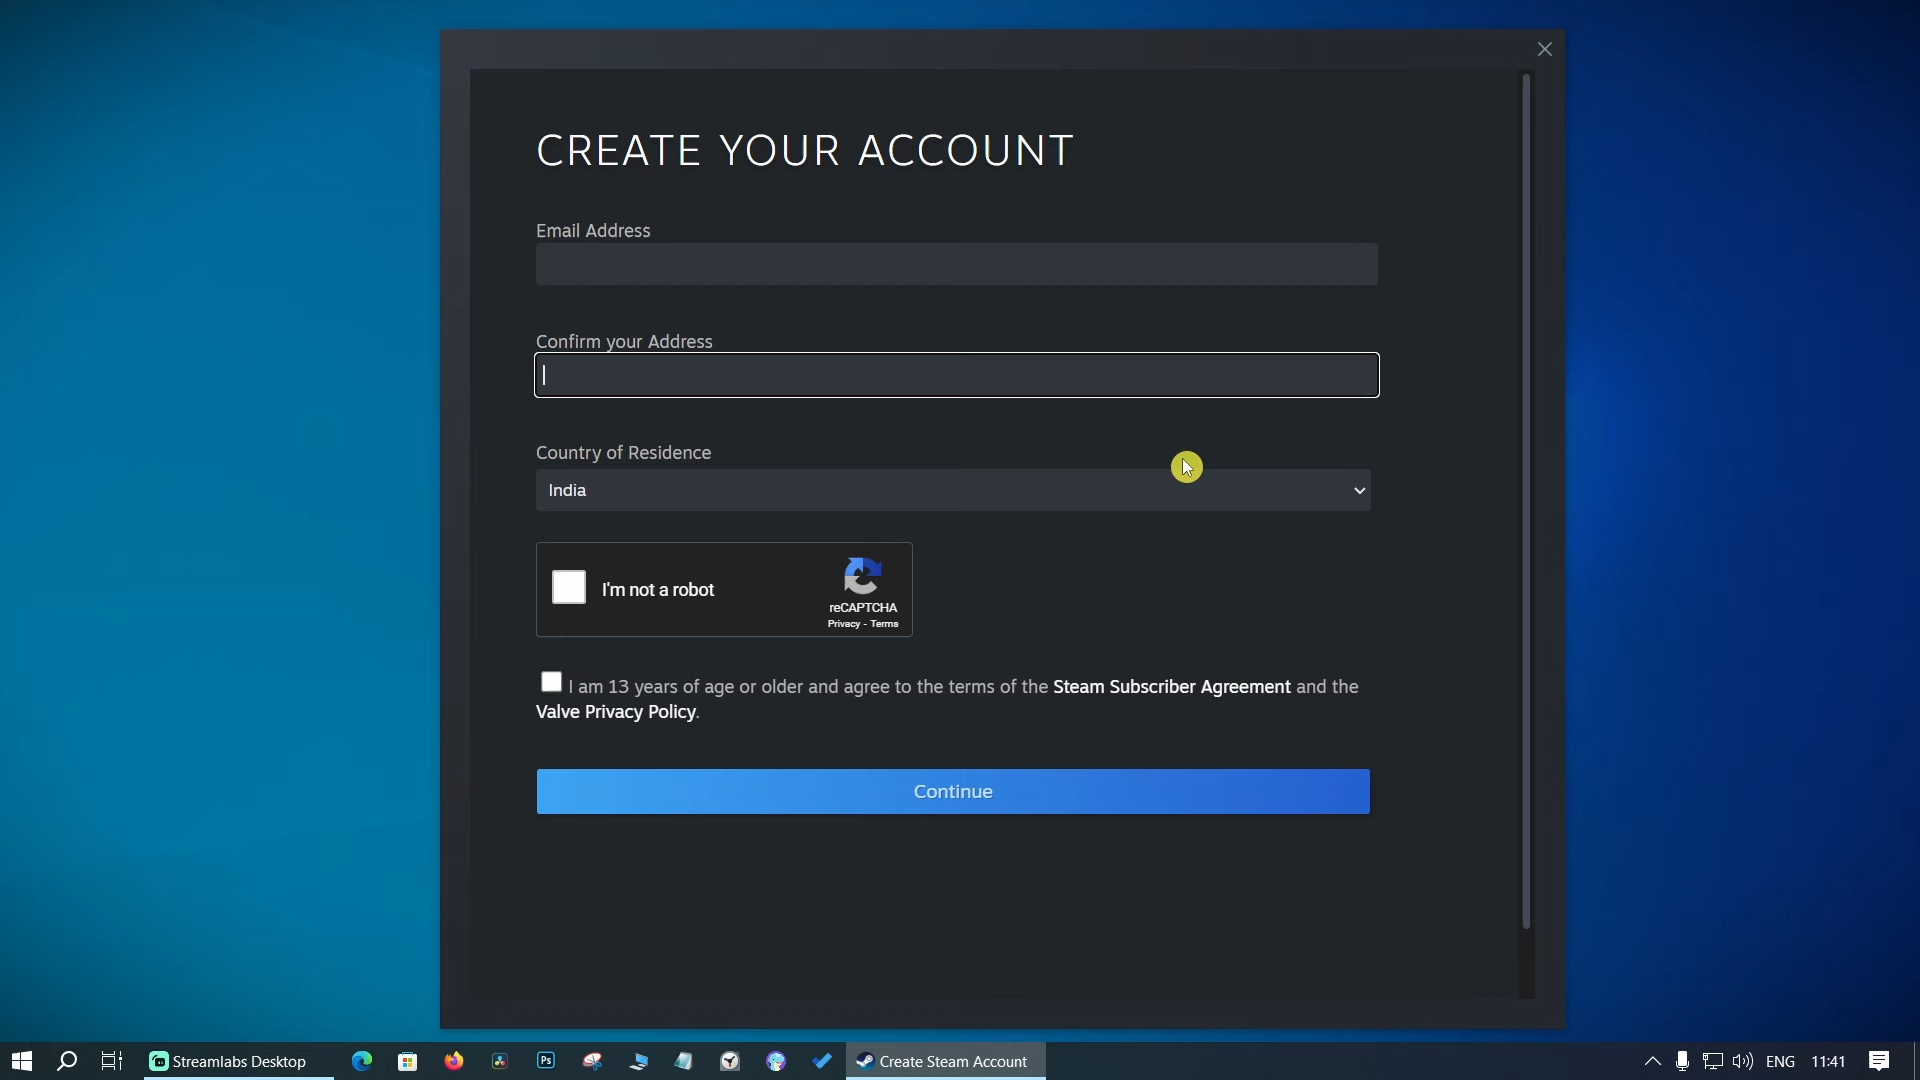 CREATE YOUR ACCOUNT
Email Address
Confirm your Address
Country of Residence
India
I'm not a robot
reCAPTCHA
Privacy - Terms
I am 13 years of age or older and agree to the terms of the Steam Subscriber Agreement and the
Valve Privacy Policy.
Continue
Streamlabs Desktop
Ps
Create Steam Account
ENG
11:41